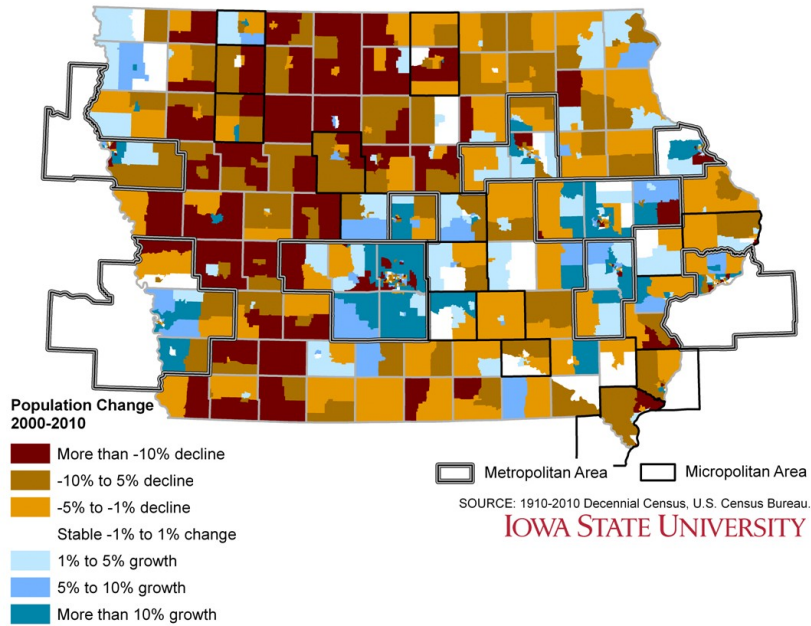 Population Change
2000-2010
More than -10% decline
-10% to 5% decline
-5% to -1% decline
Stable -1% to 1% change
1% to 5% growth
5% to 10% growth
More than 10% growth
Metropolitan Area
Micropolitan Area
SOURCE: 1910-2010 Decennial Census, U.S. Census Bureau.
IOWA STATE UNIVERSITY